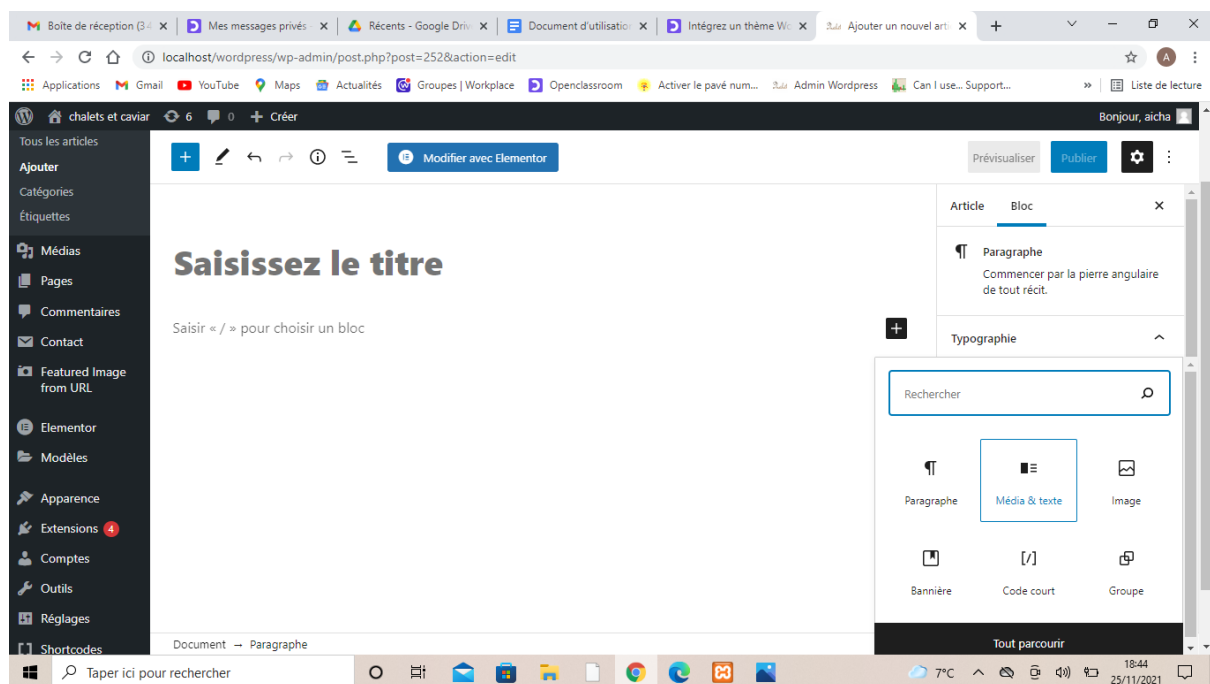 Boîte de réception (34
Mes messages privés -
Récents - Google Driv
Document d'utilisation
Intégrez un thème Wo
Ajouter un nouvel arti
localhost/wordpress/wp-admin/post.php?post=252&action=edit
A
Applications
Gmail
YouTube
Maps
Actualités
Groupes | Workplace
Openclassroom
Activer le pavé num...
Admin Wordpress
Can I use... Support...
»
Liste de lecture
chalets et caviar
6
0
Créer
Bonjour, aicha
Tous les articles
Ajouter
Catégories
Étiquettes
Médias
Pages
Commentaires
Contact
Featured Image
from URL
Elementor
Modèles
Apparence
Extensions 4
Comptes
Outils
Réglages
Shortcodes
Modifier avec Elementor
Prévisualiser
Publier
Saisissez le titre
Saisir « / » pour choisir un bloc
Article
Bloc
Paragraphe
Commencer par la pierre angulaire
de tout récit.
Typographie
Rechercher
Paragraphe
Média & texte
Image
Bannière
Code court
Groupe
Tout parcourir
Document → Paragraphe
Taper ici pour rechercher
7°C
18:44
25/11/2021